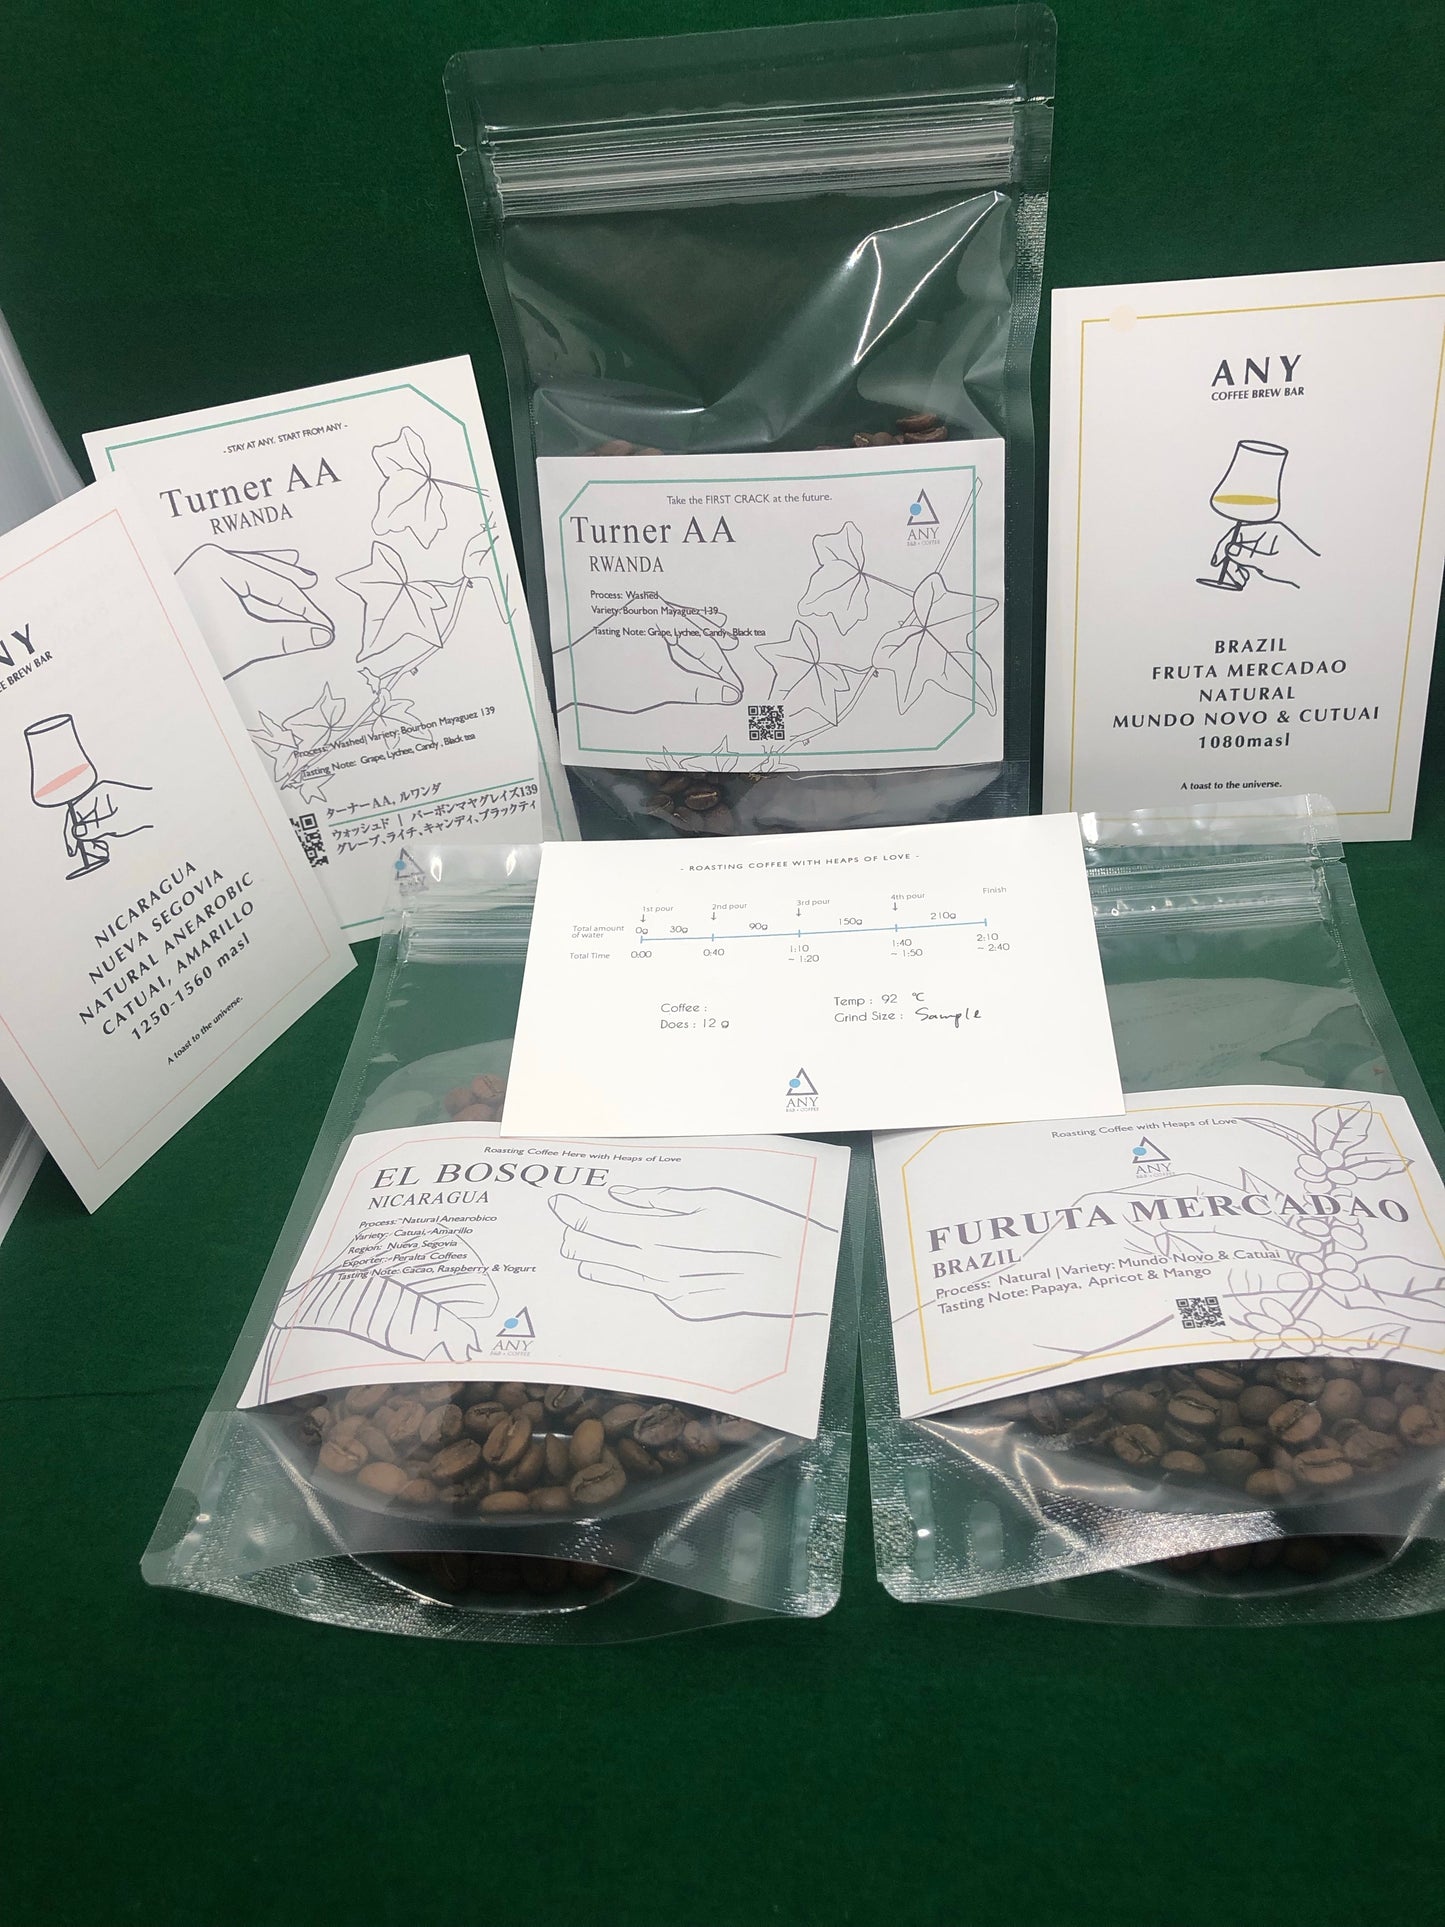 - STAY AT ANY. START FROM ANY -
Turner AA
RWANDA
Process: Washed| Variety: Bourbon Mayaguez 139
Tasting Note: Grape, Lychee, Candy , Black tea
ターナーAA, ルワンダ
ウォッシュド | バーボンマヤグレイズ139
グレープ、ライチ、キャンディ、ブラックティ
NY
EE BREW BAR
NICARAGUA
NUEVA SEGOVIA
NATURAL ANEAROBIC
CATUAI, AMARILLO
1250-1560 masl
A toast to the universe.
Take the FIRST CRACK at the future.
Turner AA
RWANDA
ANY
B&B + COFFEE
Process: Washed
Variety: Bourbon Mayaguez 139
Tasting Note: Grape, Lychee, Candy , Black tea
ANY
COFFEE BREW BAR
BRAZIL
FRUTA MERCADAO
NATURAL
MUNDO NOVO & CUTUAI
1080masl
A toast to the universe.
- ROASTING COFFEE WITH HEAPS OF LOVE -
1st pour 2nd pour 3rd pour 4th pour Finish
Total amount of water 0g 30g 90g 150g 210g
Total Time 0:00 0:40 1:10 ~ 1:20 1:40 ~ 1:50 2:10 ~ 2:40
Coffee :
Does : 12 g
Temp : 92 ℃
Grind Size : Sample
ANY
B&B + COFFEE
ANY
Roasting Coffee Here with Heaps of Love
EL BOSQUE
NICARAGUA
Process: Natural Anearobico
Variety: Catuai, Amarillo
Region: Nueva Segovia
Exporter: Peralta Coffees
Tasting Note: Cacao, Raspberry & Yogurt
ANY
B&B + COFFEE
Roasting Coffee with Heaps of Love
ANY
B&B + COFFEE
FURUTA MERCADAO
BRAZIL
Process: Natural | Variety: Mundo Novo & Catuai
Tasting Note: Papaya, Apricot & Mango